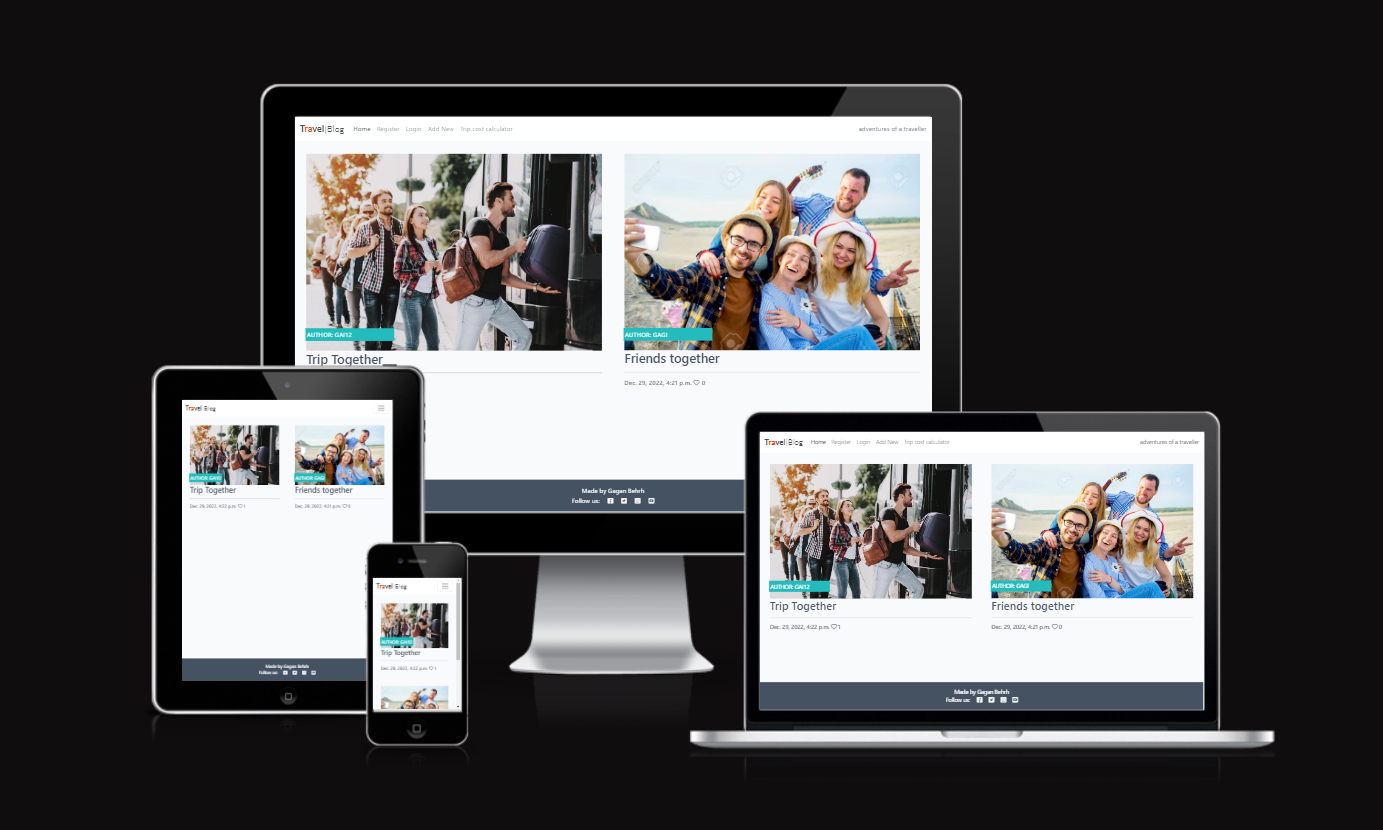 Travel|Blog Home Register Login Add New Trip cost calculator adventures of a traveller
AUTHOR: GAI12
AUTHOR: GAGI
Trip Together
Friends together
Dec. 29, 2022, 4:21 p.m. 0
Made by Gagan Behrh
Follow us:
Travel Blog
AUTHOR: GAI12
AUTHOR: GAGI
Trip Together
Friends together
Dec. 29, 2022, 4:22 p.m. 1
Dec. 29, 2022, 4:21 p.m. 0
Made by Gagan Behrh
Follow us:
Travel Blog
AUTHOR: GAI12
Trip Together
Dec. 29, 2022, 4:22 p.m. 1
Travel|Blog Home Register Login Add New Trip cost calculator adventures of a traveller
AUTHOR: GAI12
AUTHOR: GAGI
Trip Together
Friends together
Dec. 29, 2022, 4:22 p.m. 1
Dec. 29, 2022, 4:21 p.m. 0
Made by Gagan Behrh
Follow us: